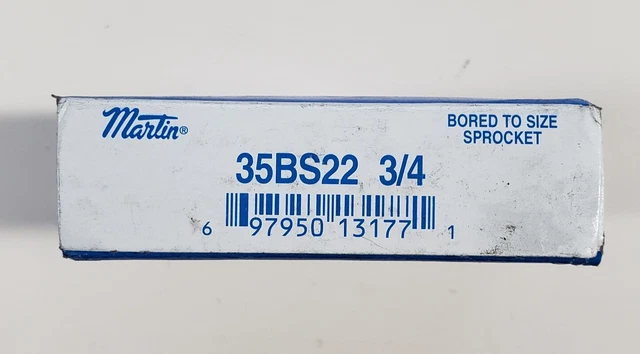 Martin®
BORED TO SIZE
SPROCKET
35BS22 3/4
6 97950 13177 1